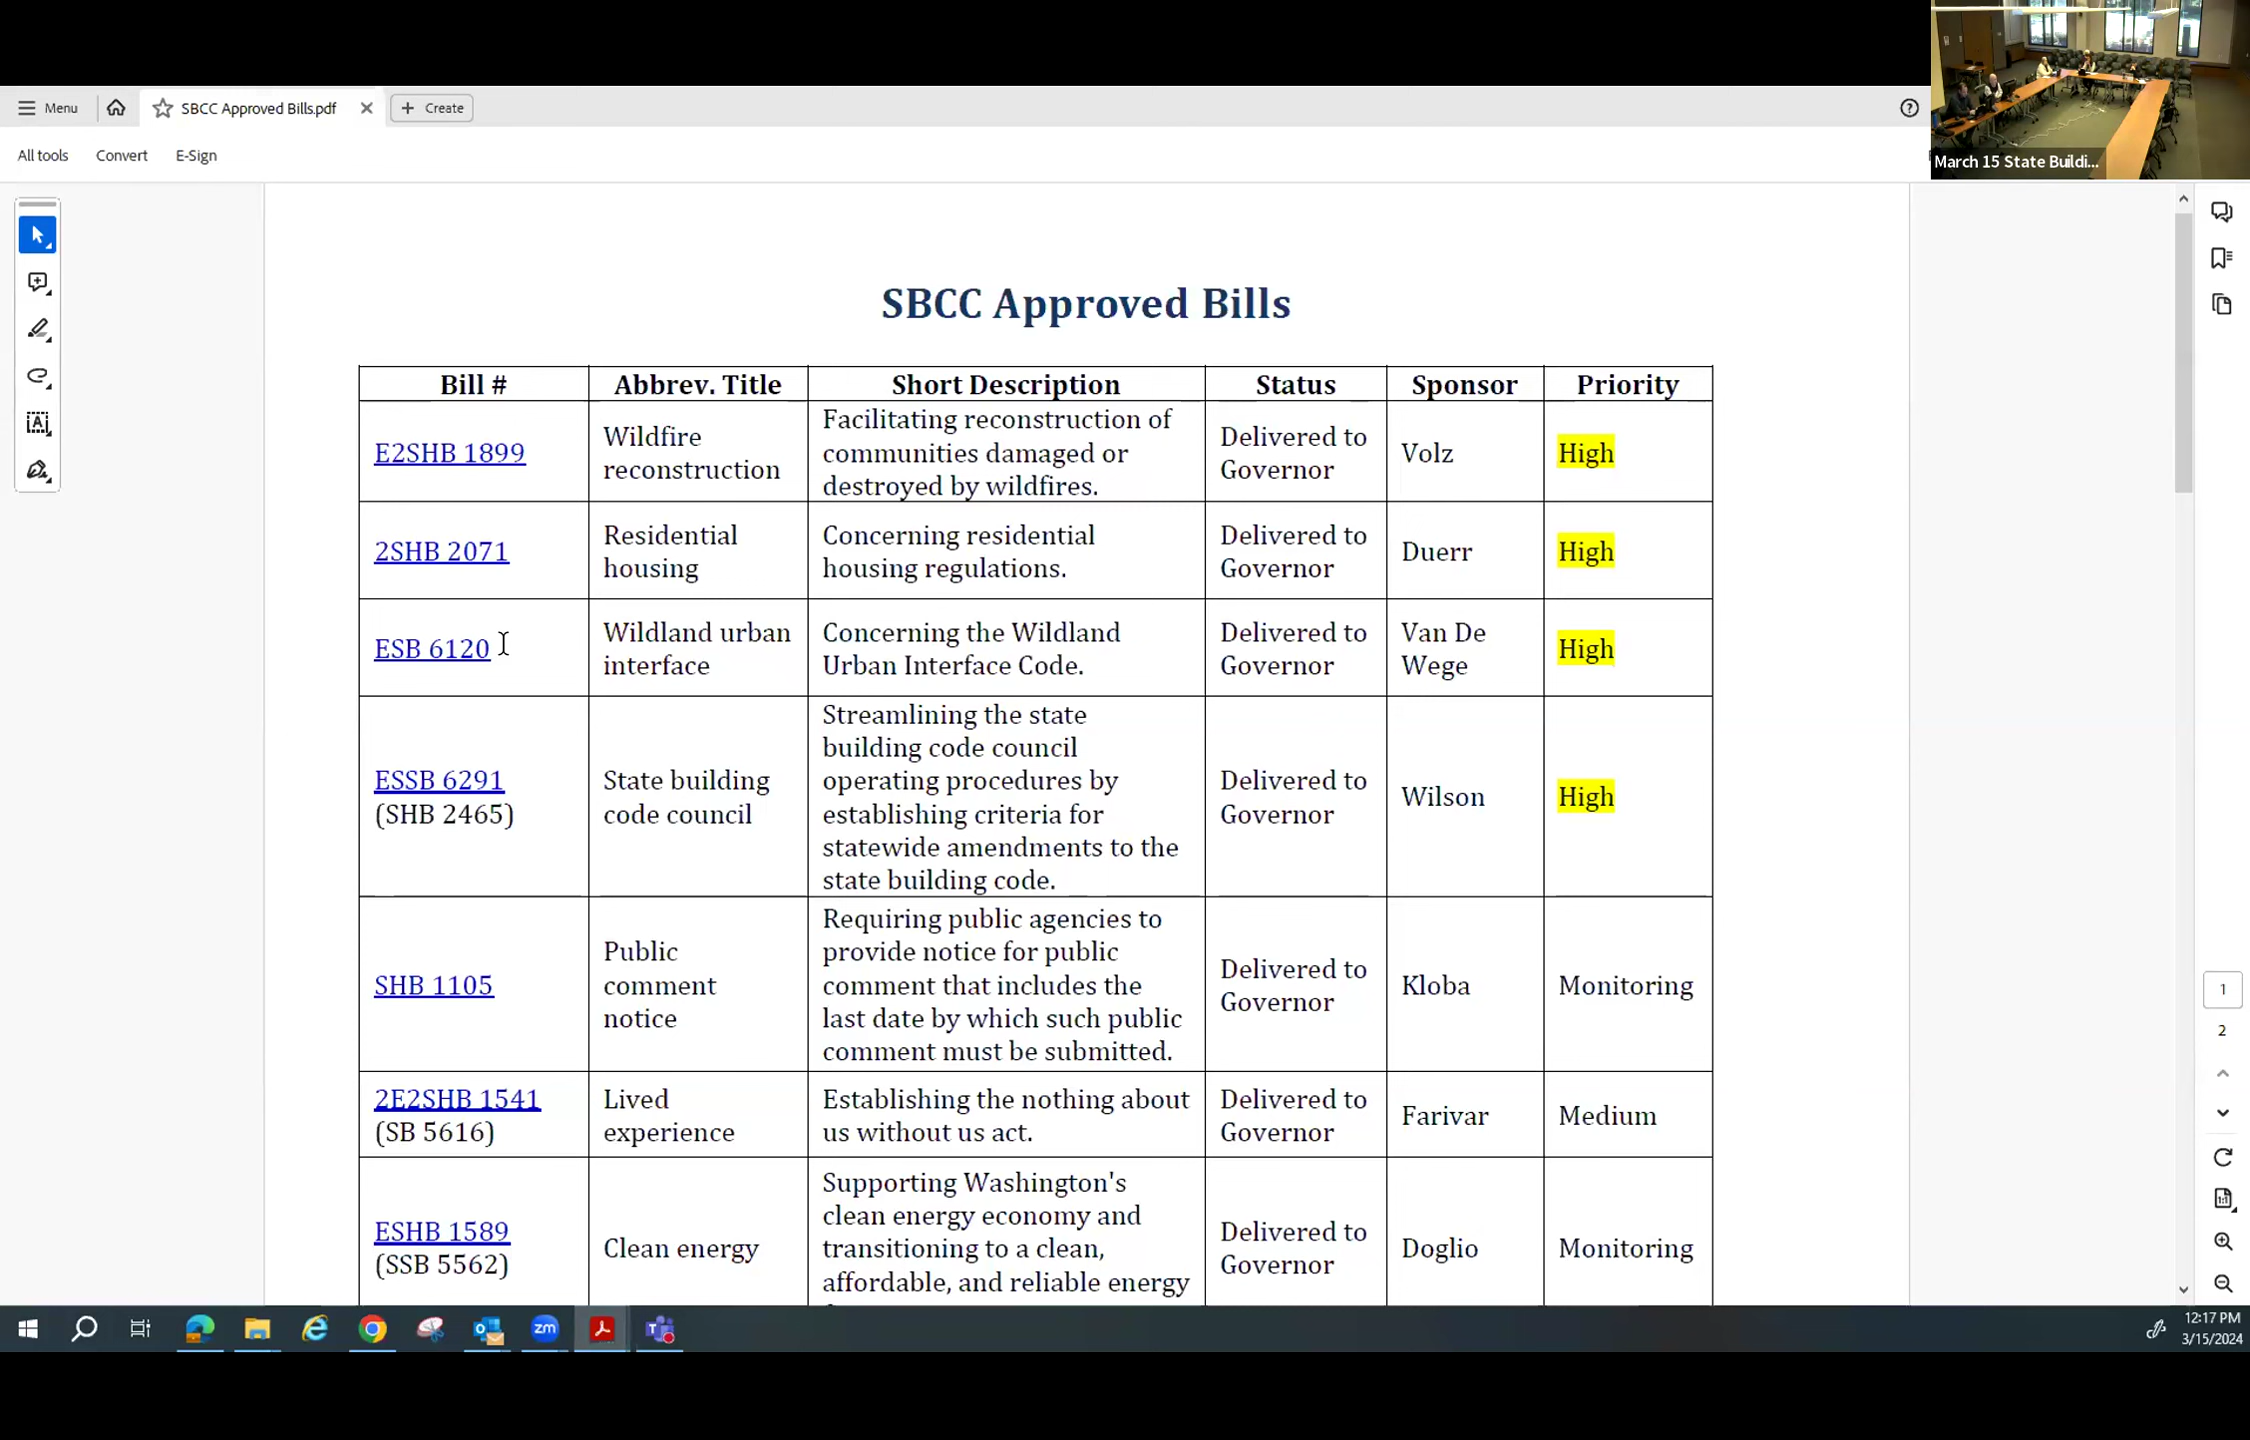 March 15 State Buildi...
Menu
SBCC Approved Bills.pdf
Create
All tools
Convert
E-Sign
SBCC Approved Bills
Bill #
Abbrev. Title
Short Description
Status
Sponsor
Priority
E2SHB 1899
Wildfire
reconstruction
Facilitating reconstruction of
communities damaged or
destroyed by wildfires.
Delivered to
Governor
Volz
High
2SHB 2071
Residential
housing
Concerning residential
housing regulations.
Delivered to
Governor
Duerr
High
ESB 6120
Wildland urban
interface
Concerning the Wildland
Urban Interface Code.
Delivered to
Governor
Van De
Wege
High
ESSB 6291
(SHB 2465)
State building
code council
Streamlining the state
building code council
operating procedures by
establishing criteria for
statewide amendments to the
state building code.
Delivered to
Governor
Wilson
High
SHB 1105
Public
comment
notice
Requiring public agencies to
provide notice for public
comment that includes the
last date by which such public
comment must be submitted.
Delivered to
Governor
Kloba
Monitoring
2E2SHB 1541
(SB 5616)
Lived
experience
Establishing the nothing about
us without us act.
Delivered to
Governor
Farivar
Medium
ESHB 1589
(SSB 5562)
Clean energy
Supporting Washington's
clean energy economy and
transitioning to a clean,
affordable, and reliable energy
Delivered to
Governor
Doglio
Monitoring
1
2
zm
12:17 PM
3/15/2024